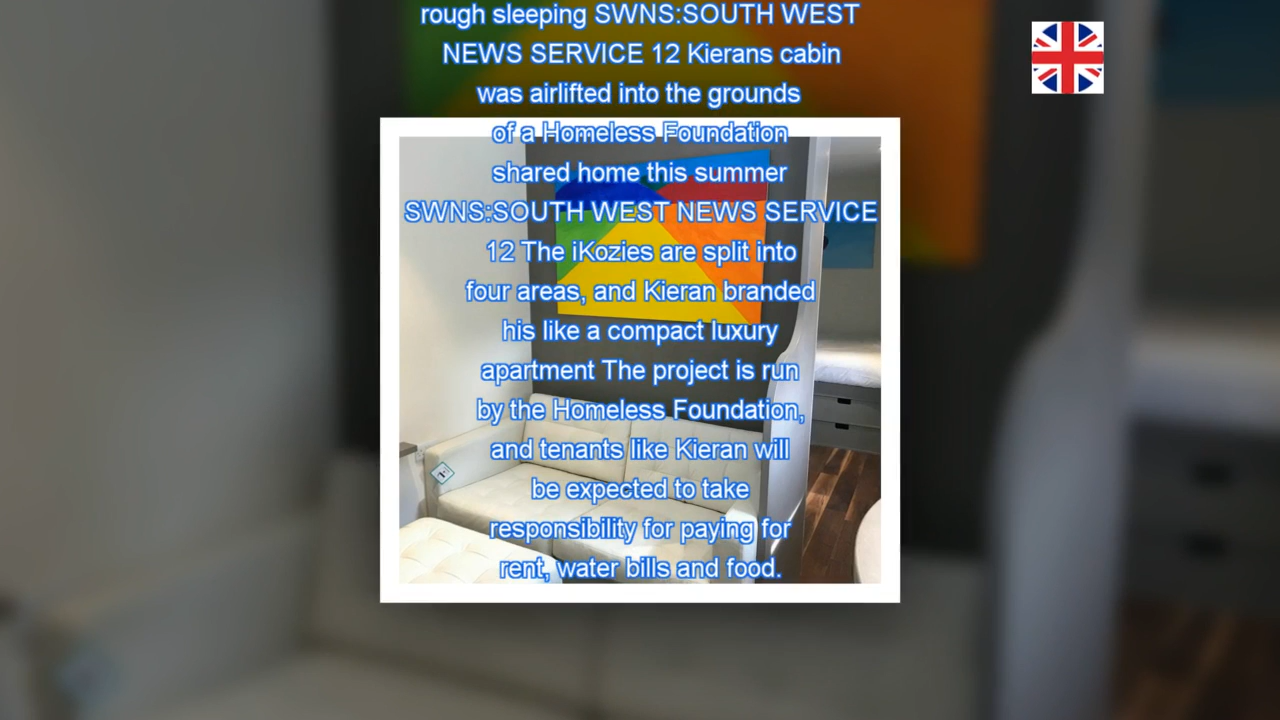 rough sleeping SWNS:SOUTH WEST
NEWS SERVICE 12 Kierans cabin
was airlifted into the grounds
of a Homeless Foundation
shared home this summer
SWNS:SOUTH WEST NEWS SERVICE
12 The iKozies are split into
four areas, and Kieran branded
his like a compact luxury
apartment The project is run
by the Homeless Foundation,
and tenants like Kieran will
be expected to take
responsibility for paying for
rent, water bills and food.